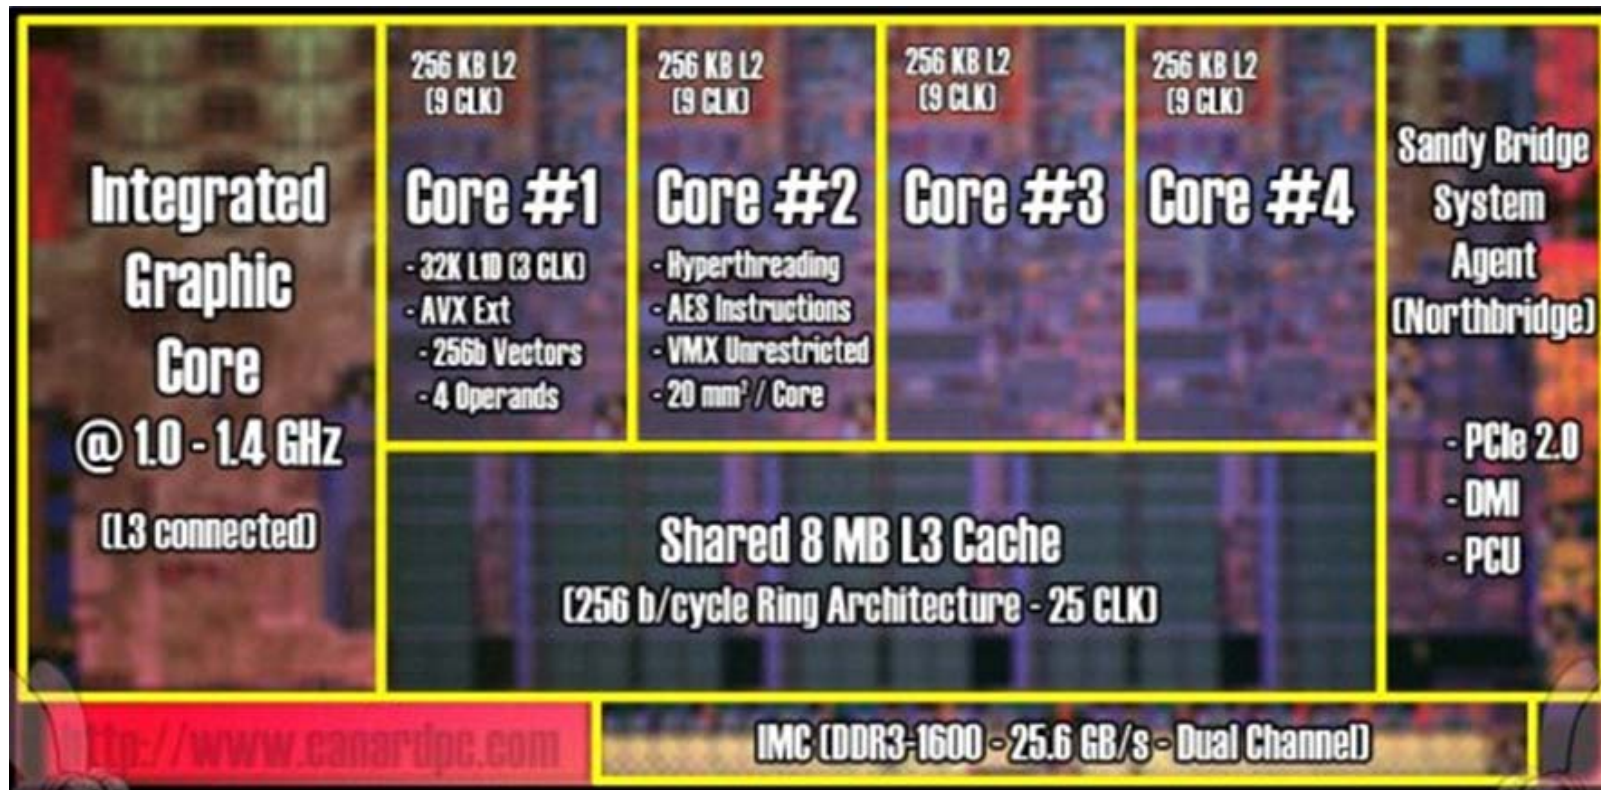 Integrated
Graphic
Core
@ 1.0 - 1.4 GHz
(L3 connected)
256 KB L2
(9 CLK)
Core #1
- 32K L1D (3 CLK)
- AVX Ext
- 256b Vectors
- 4 Operands
256 KB L2
(9 CLK)
Core #2
- Hyperthreading
- AES Instructions
- VMX Unrestricted
- 20 mm² / Core
256 KB L2
(9 CLK)
Core #3
256 KB L2
(9 CLK)
Core #4
Sandy Bridge
System
Agent
(Northbridge)
- PCIe 2.0
- DMI
- PCU
Shared 8 MB L3 Cache
(256 b/cycle Ring Architecture - 25 CLK)
http://www.canardpc.com
IMC (DDR3-1600 - 25.6 GB/s - Dual Channel)